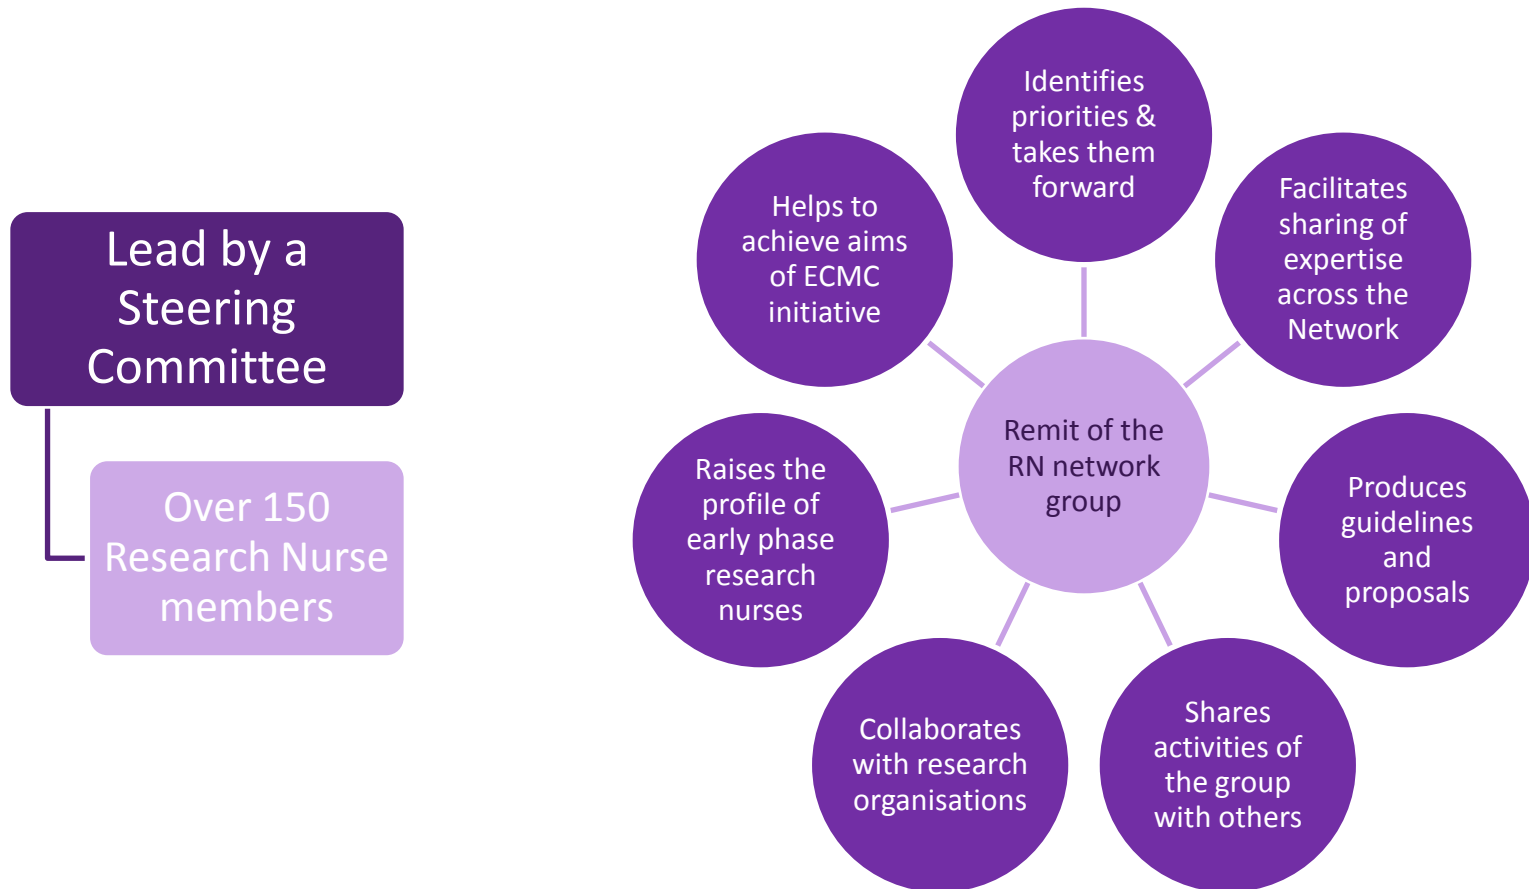 Lead by a
Steering
Committee
Over 150
Research Nurse
members
Identifies
priorities &
takes them
forward
Facilitates
sharing of
expertise
across the
Network
Produces
guidelines
and
proposals
Shares
activities of
the group
with others
Collaborates
with research
organisations
Raises the
profile of
early phase
research
nurses
Helps to
achieve aims
of ECMC
initiative
Remit of the
RN network
group